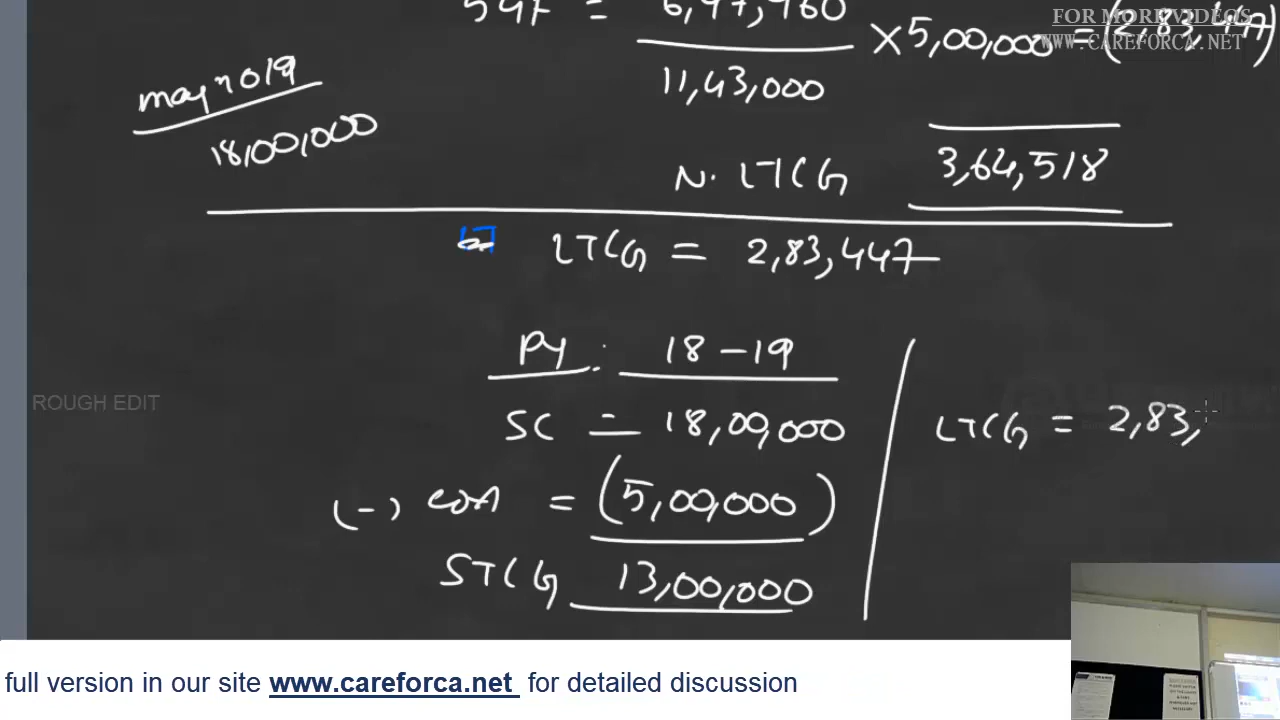 54F = 6,47,960 / 11,43,000 × 5,00,000 = (2,83,447)
FOR MORE VIDEOS
WWW.CAREFORCA.NET
may 2019
18,00,000
N. LTCG 3,64,518
LTCG = 2,83,447
PY : 18-19
SC = 18,00,000
LTCG = 2,83,
(-) COA = (5,00,000)
STCG 13,00,000
ROUGH EDIT
full version in our site www.careforca.net for detailed discussion